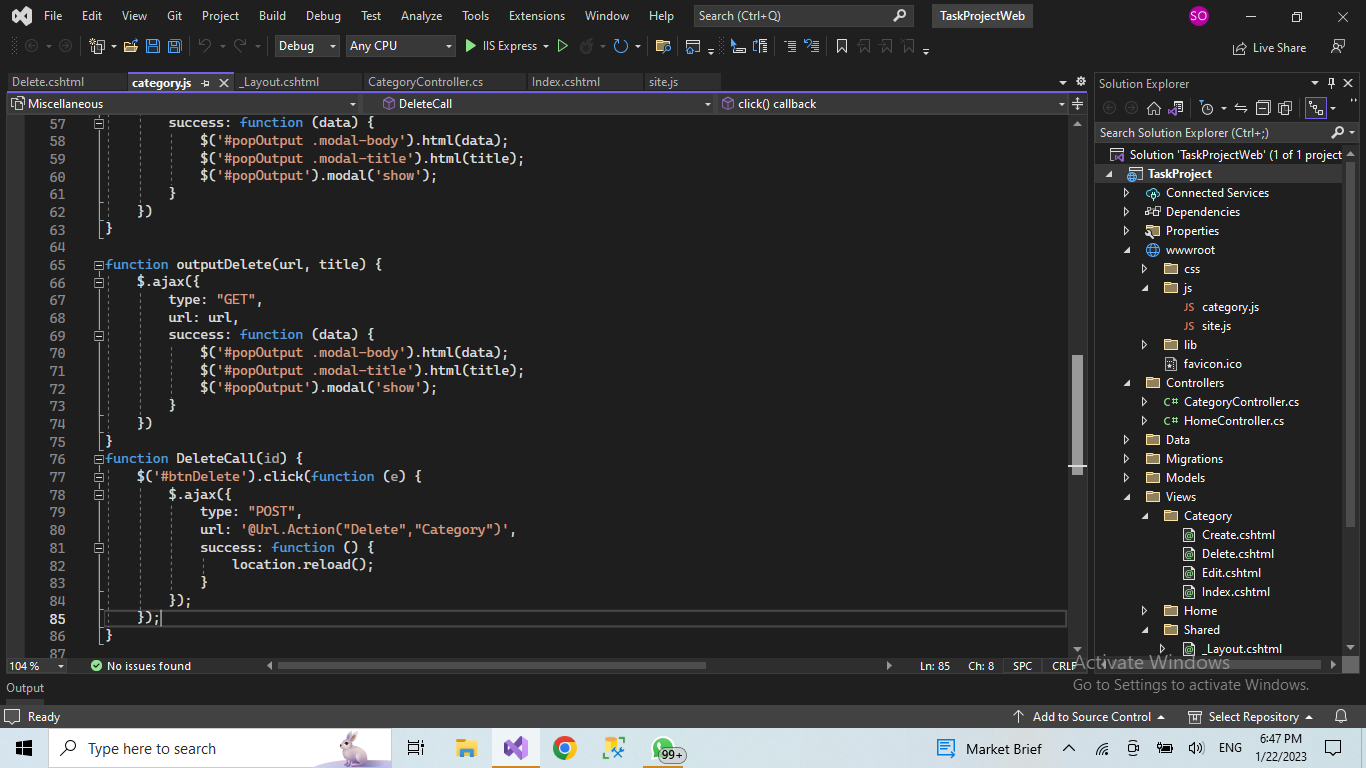 File Edit View Git Project Build Debug Test Analyze Tools Extensions Window Help Search (Ctrl+Q) TaskProjectWeb SO
Debug Any CPU IIS Express Live Share
Delete.cshtml category.js _Layout.cshtml CategoryController.cs Index.cshtml site.js
Miscellaneous DeleteCall click() callback
57 success: function (data) {
58 $('#popOutput .modal-body').html(data);
59 $('#popOutput .modal-title').html(title);
60 $('#popOutput').modal('show');
61 }
62 })
63 }
64
65 function outputDelete(url, title) {
66 $.ajax({
67 type: "GET",
68 url: url,
69 success: function (data) {
70 $('#popOutput .modal-body').html(data);
71 $('#popOutput .modal-title').html(title);
72 $('#popOutput').modal('show');
73 }
74 })
75 }
76 function DeleteCall(id) {
77 $('#btnDelete').click(function (e) {
78 $.ajax({
79 type: "POST",
80 url: '@Url.Action("Delete","Category")',
81 success: function () {
82 location.reload();
83 }
84 });
85 });
86 }
87
104 % No issues found Ln: 85 Ch: 8 SPC CRLF
Solution Explorer
Search Solution Explorer (Ctrl+;)
Solution 'TaskProjectWeb' (1 of 1 project
TaskProject
Connected Services
Dependencies
Properties
wwwroot
css
js
JS category.js
JS site.js
lib
favicon.ico
Controllers
C# CategoryController.cs
C# HomeController.cs
Data
Migrations
Models
Views
Category
Create.cshtml
Delete.cshtml
Edit.cshtml
Index.cshtml
Home
Shared
_Layout.cshtml
Activate Windows
Go to Settings to activate Windows.
Output
Ready Add to Source Control Select Repository
Type here to search 99+ Market Brief ENG 6:47 PM
1/22/2023